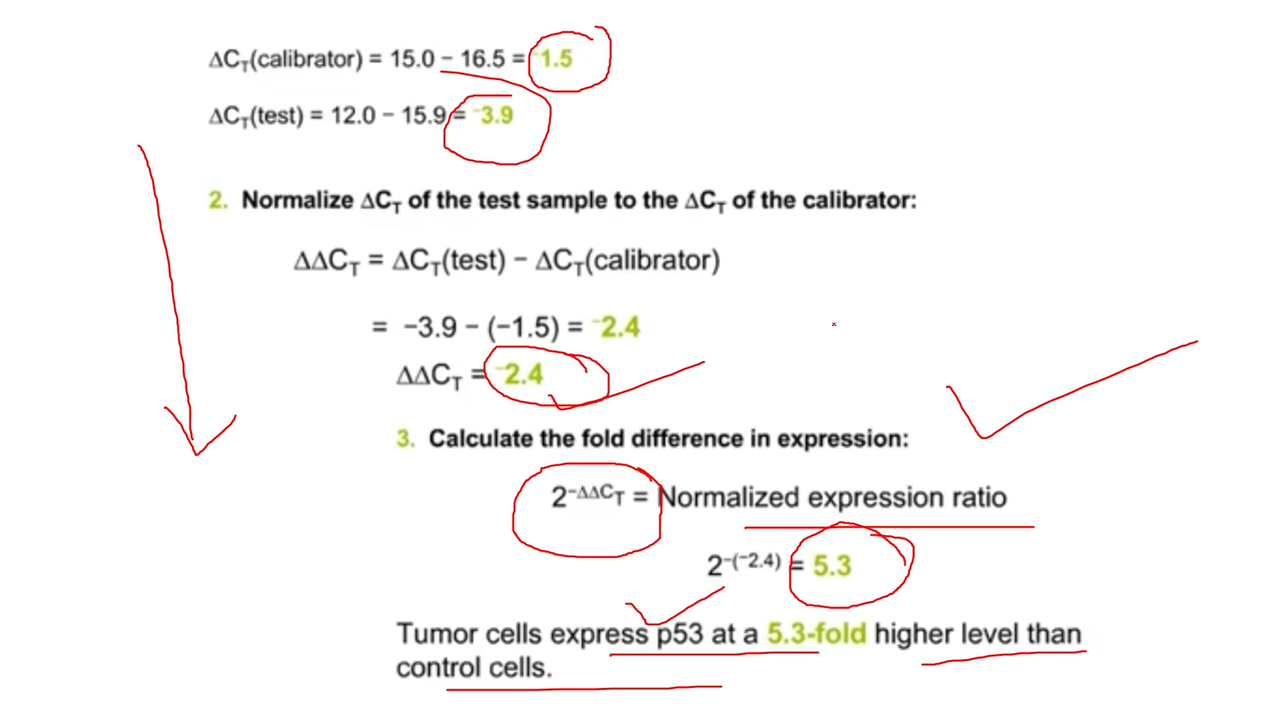 ΔCT(calibrator) = 15.0 − 16.5 = ⁻1.5
ΔCT(test) = 12.0 − 15.9 = ⁻3.9
2. Normalize ΔCT of the test sample to the ΔCT of the calibrator:
ΔΔCT = ΔCT(test) − ΔCT(calibrator)
= −3.9 − (−1.5) = ⁻2.4
ΔΔCT = ⁻2.4
3. Calculate the fold difference in expression:
2−ΔΔCT = Normalized expression ratio
2−(−2.4) = 5.3
Tumor cells express p53 at a 5.3-fold higher level than
control cells.